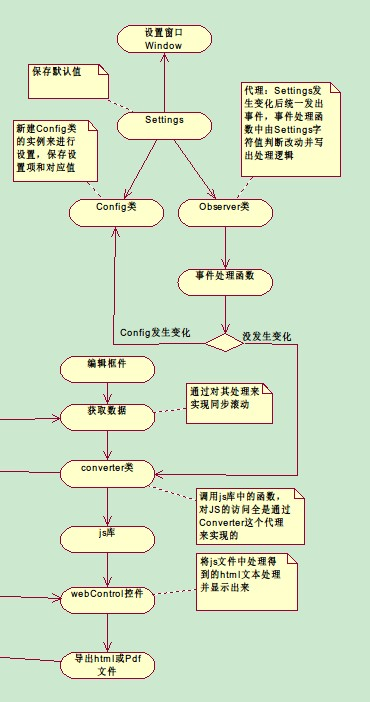 设置窗口
Window
保存默认值
Settings
代理：Settings发
生变化后统一发出
事件，事件处理函
数中由Settings字
符值判断改动并写
出处理逻辑
新建Config类
的实例来进行
设置，保存设
置项和对应值
Config类
Observer类
事件处理函数
Config发生变化
没发生变化
编辑框件
通过对其处理来
实现同步滚动
获取数据
converter类
调用js库中的函数，
对JS的访问全是通过
Converter这个代理
来实现的
js库
将js文件中处理得
到的html文本处理
并显示出来
webControl控件
导出html或Pdf
文件